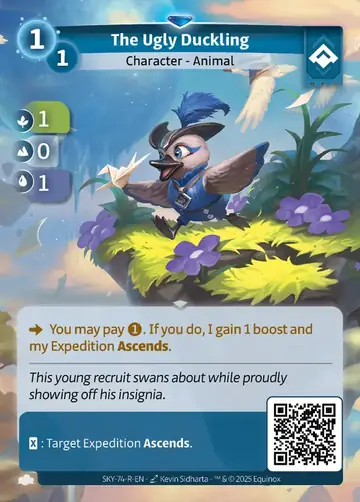 1
1
The Ugly Duckling
Character - Animal
1
0
1
You may pay 1. If you do, I gain 1 boost and
my Expedition Ascends.
This young recruit swans about while proudly
showing off his insignia.
X : Target Expedition Ascends.
SKY-74-R-EN - Kevin Sidharta - ™ & © 2025 Equinox